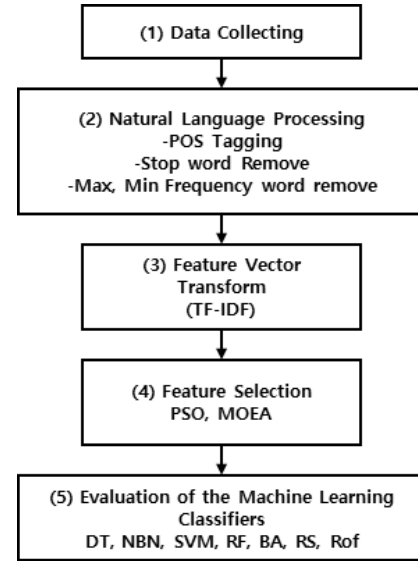 (1) Data Collecting
(2) Natural Language Processing
-POS Tagging
-Stop word Remove
-Max, Min Frequency word remove
(3) Feature Vector
Transform
(TF-IDF)
(4) Feature Selection
PSO, MOEA
(5) Evaluation of the Machine Learning
Classifiers
DT, NBN, SVM, RF, BA, RS, Rof